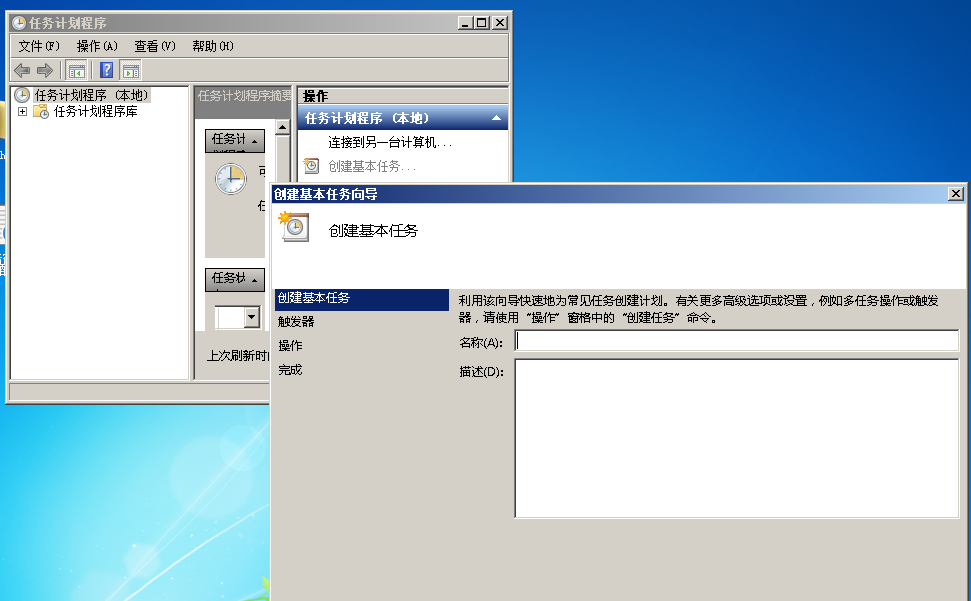 任务计划程序
文件(F) 操作(A) 查看(V) 帮助(H)
任务计划程序 (本地)
任务计划程序库
任务计划程序摘要
任务计
任务状
上次刷新时
操作
任务计划程序 (本地)
连接到另一台计算机...
创建基本任务...
创建基本任务向导
创建基本任务
创建基本任务
触发器
操作
完成
利用该向导快速地为常见任务创建计划。有关更多高级选项或设置，例如多任务操作或触发
器，请使用“操作”窗格中的“创建任务”命令。
名称(A):
描述(D):